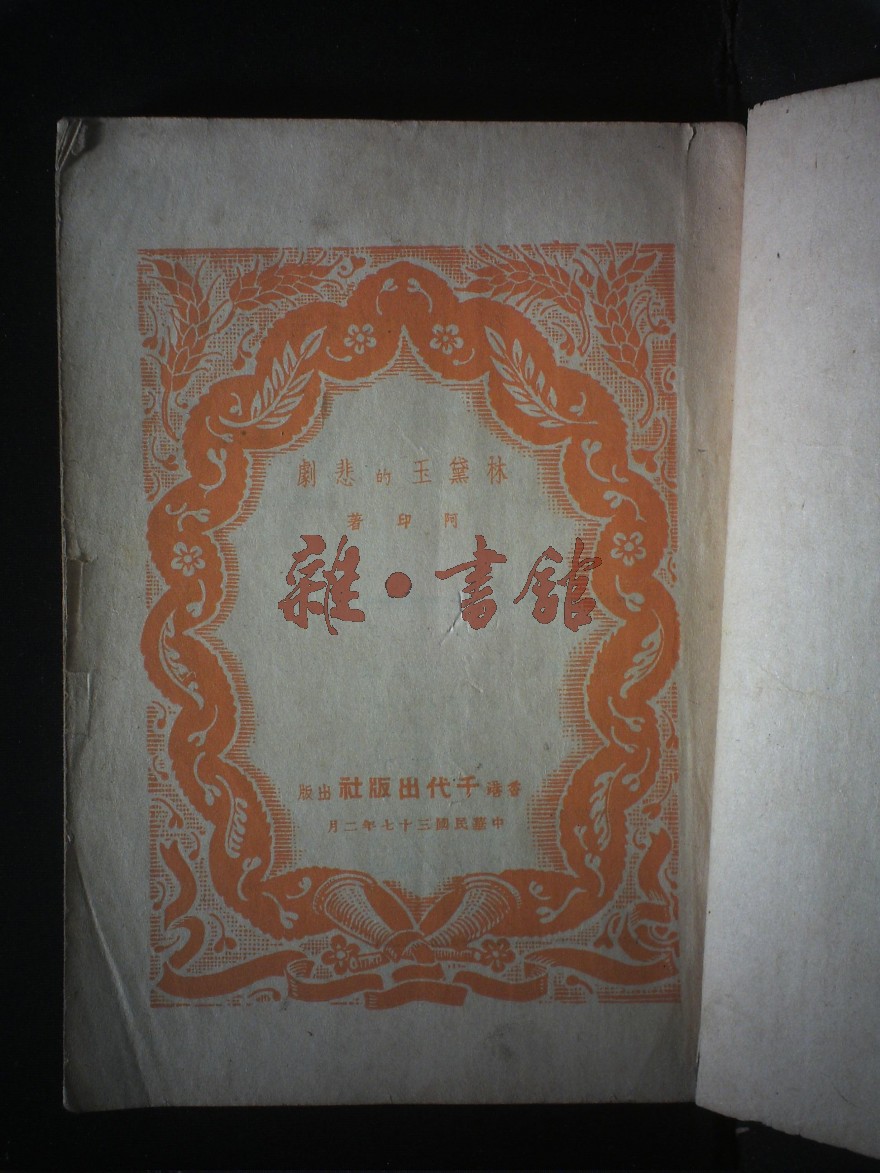 林黛玉的悲劇
阿印著
雜·書舘
香港千代出版社出版
中華民國三十七年二月